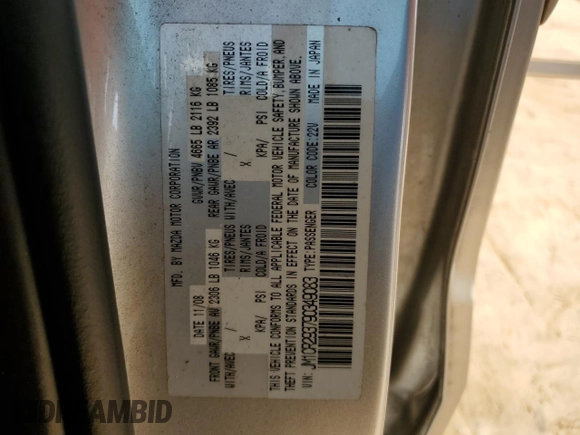 MFD. BY MAZDA MOTOR CORPORATION
DATE 11/08 GVWR/PNBV 4665 LB 2116 KG
FRONT GAWR/PNBE AV 2306 LB 1046 KG REAR GAWR/PNBE AR 2392 LB 1085 KG
WITH/AVEC / TIRES/PNEUS WITH/AVEC / TIRES/PNEUS
X RIMS/JANTES X RIMS/JANTES
KPA/ PSI COLD/A FROID KPA/ PSI COLD/A FROID
THIS VEHICLE CONFORMS TO ALL APPLICABLE FEDERAL MOTOR VEHICLE SAFETY, BUMPER, AND
THEFT PREVENTION STANDARDS IN EFFECT ON THE DATE OF MANUFACTURE SHOWN ABOVE.
VIN: JM1CR293790349083 TYPE:PASSENGER COLOR CODE:22V MADE IN JAPAN